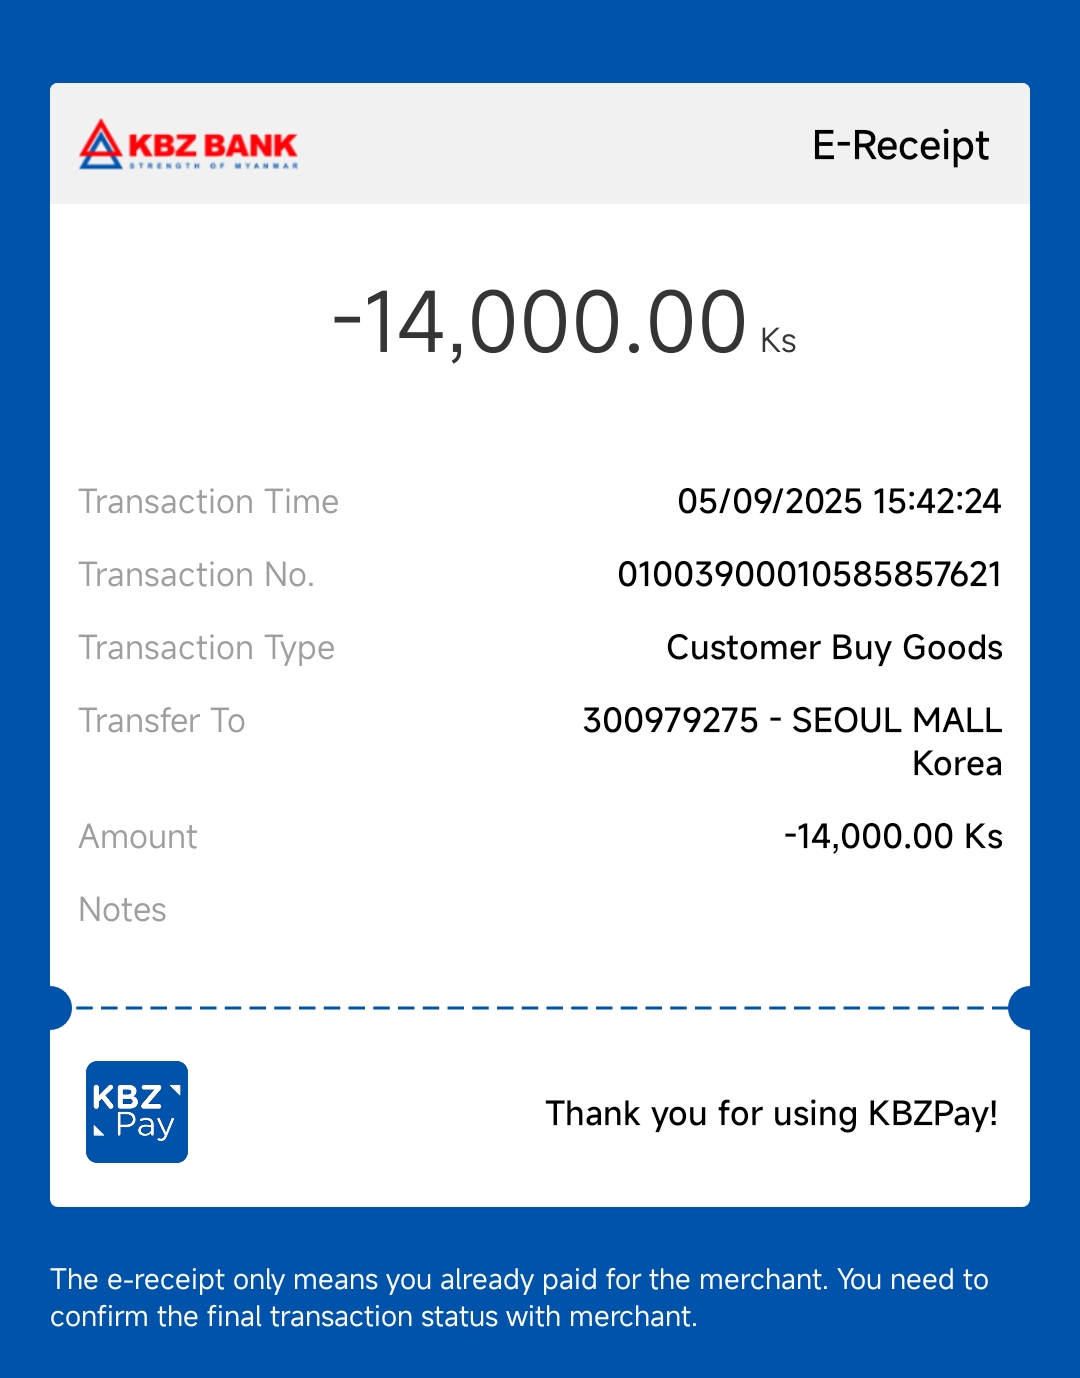 KBZ BANK
STRENGTH OF MYANMAR
E-Receipt
-14,000.00 Ks
Transaction Time 05/09/2025 15:42:24
Transaction No. 01003900010585857621
Transaction Type Customer Buy Goods
Transfer To 300979275 - SEOUL MALL
Korea
Amount -14,000.00 Ks
Notes
KBZ
Pay
Thank you for using KBZPay!
The e-receipt only means you already paid for the merchant. You need to
confirm the final transaction status with merchant.